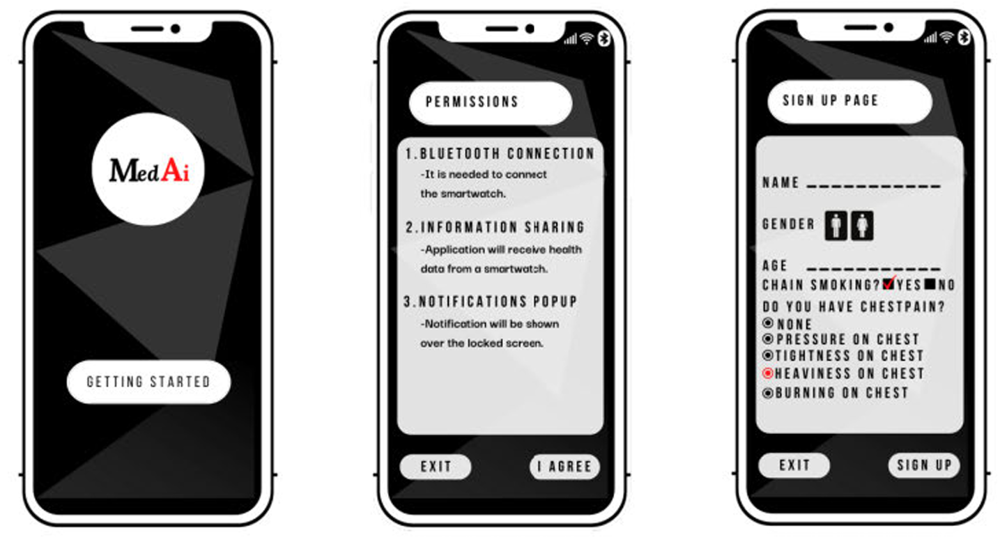 MedAi
GETTING STARTED
PERMISSIONS
1.BLUETOOTH CONNECTION
-It is needed to connect
the smartwatch.
2.INFORMATION SHARING
-Application will receive health
data from a smartwatch.
3.NOTIFICATIONS POPUP
-Notification will be shown
over the locked screen.
EXIT
I AGREE
SIGN UP PAGE
NAME ___________
GENDER
AGE ___________
CHAIN SMOKING? YES NO
DO YOU HAVE CHESTPAIN?
NONE
PRESSURE ON CHEST
TIGHTNESS ON CHEST
HEAVINESS ON CHEST
BURNING ON CHEST
EXIT
SIGN UP